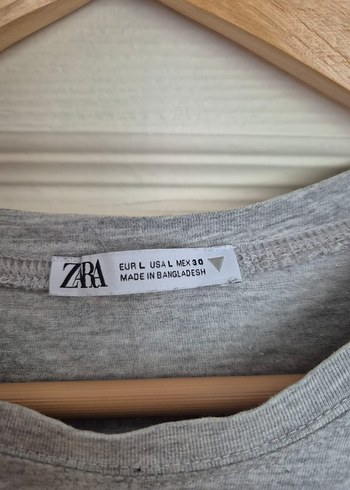 ZARA
EUR L USA L MEX 30
MADE IN BANGLADESH